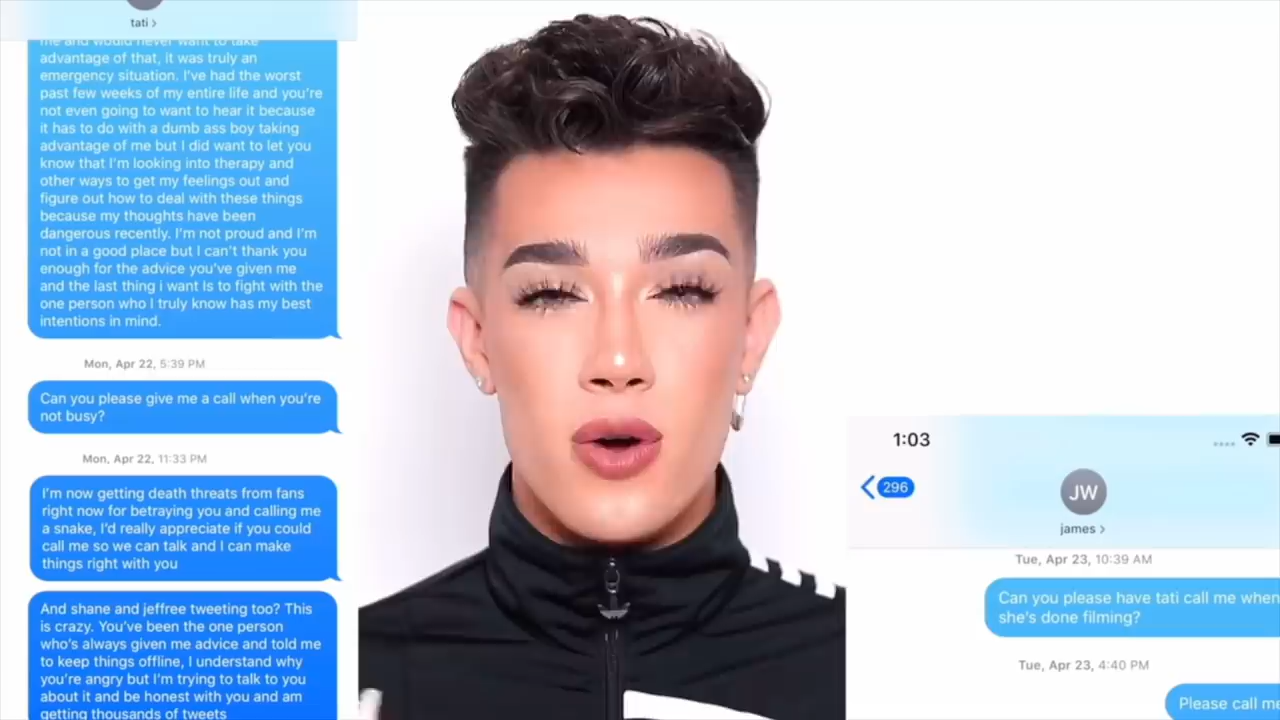 tati >
me and would never want to take
advantage of that, it was truly an
emergency situation. I've had the worst
past few weeks of my entire life and you're
not even going to want to hear it because
it has to do with a dumb ass boy taking
advantage of me but I did want to let you
know that I'm looking into therapy and
other ways to get my feelings out and
figure out how to deal with these things
because my thoughts have been
dangerous recently. I'm not proud and I'm
not in a good place but I can't thank you
enough for the advice you've given me
and the last thing i want Is to fight with the
one person who I truly know has my best
intentions in mind.
Mon, Apr 22, 5:39 PM
Can you please give me a call when you're
not busy?
Mon, Apr 22, 11:33 PM
I'm now getting death threats from fans
right now for betraying you and calling me
a snake, I'd really appreciate if you could
call me so we can talk and I can make
things right with you
And shane and jeffree tweeting too? This
is crazy. You've been the one person
who's always given me advice and told me
to keep things offline, I understand why
you're angry but I'm trying to talk to you
about it and be honest with you and am
getting thousands of tweets
1:03
296
JW
james >
Tue, Apr 23, 10:39 AM
Can you please have tati call me when
she's done filming?
Tue, Apr 23, 4:40 PM
Please call me